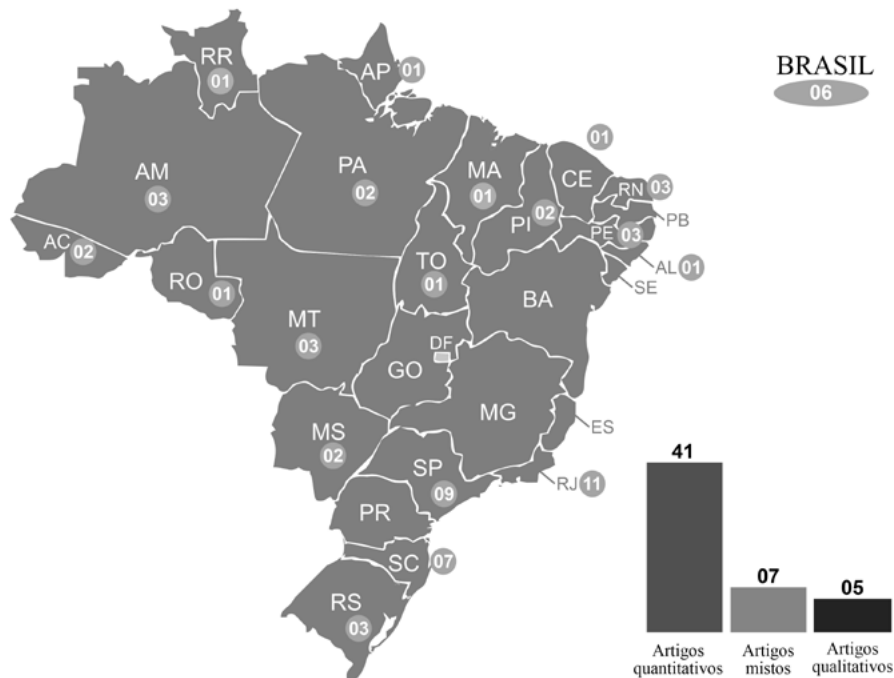 RR
01
AP
01
BRASIL
06
AM
03
PA
02
MA
01
01
CE
RN
03
PI
02
PB
PE
03
AC
02
AL
01
SE
RO
01
TO
01
BA
MT
03
DF
GO
MG
ES
MS
02
SP
09
RJ
11
PR
SC
07
RS
03
41
07
05
Artigos
quantitativos
Artigos
mistos
Artigos
qualitativos